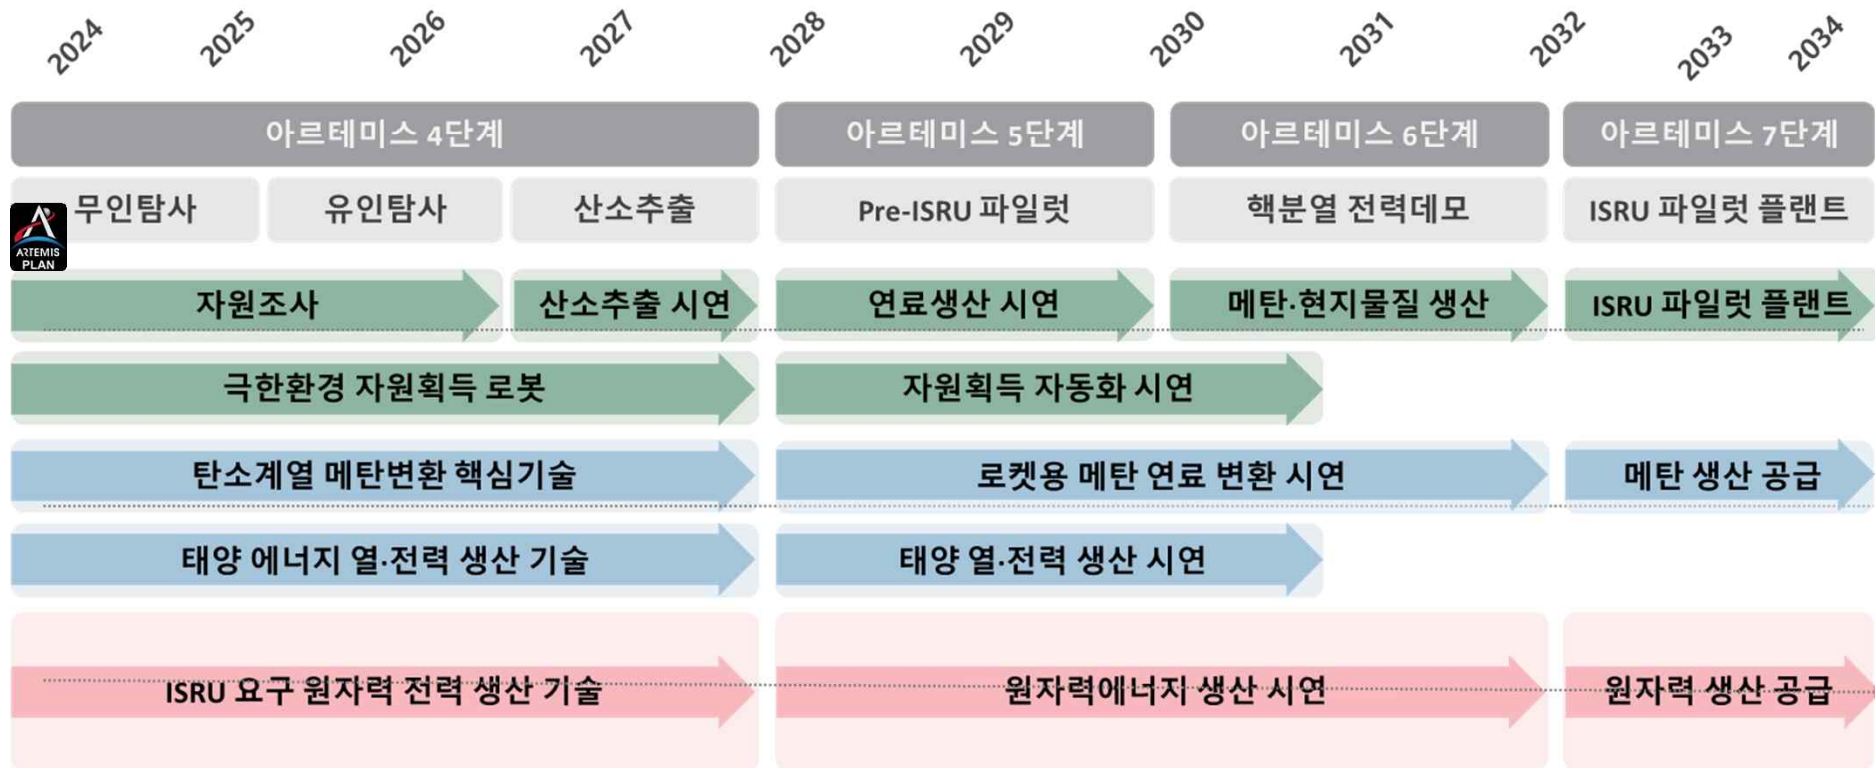 2024 2025 2026 2027 2028 2029 2030 2031 2032 2033 2034
아르테미스 4단계 아르테미스 5단계 아르테미스 6단계 아르테미스 7단계
무인탐사 유인탐사 산소추출 Pre-ISRU 파일럿 핵분열 전력데모 ISRU 파일럿 플랜트
ARTEMIS
PLAN
자원조사 산소추출 시연 연료생산 시연 메탄·현지물질 생산 ISRU 파일럿 플랜트
극한환경 자원획득 로봇 자원획득 자동화 시연
탄소계열 메탄변환 핵심기술 로켓용 메탄 연료 변환 시연 메탄 생산 공급
태양 에너지 열·전력 생산 기술 태양 열·전력 생산 시연
ISRU 요구 원자력 전력 생산 기술 원자력에너지 생산 시연 원자력 생산 공급